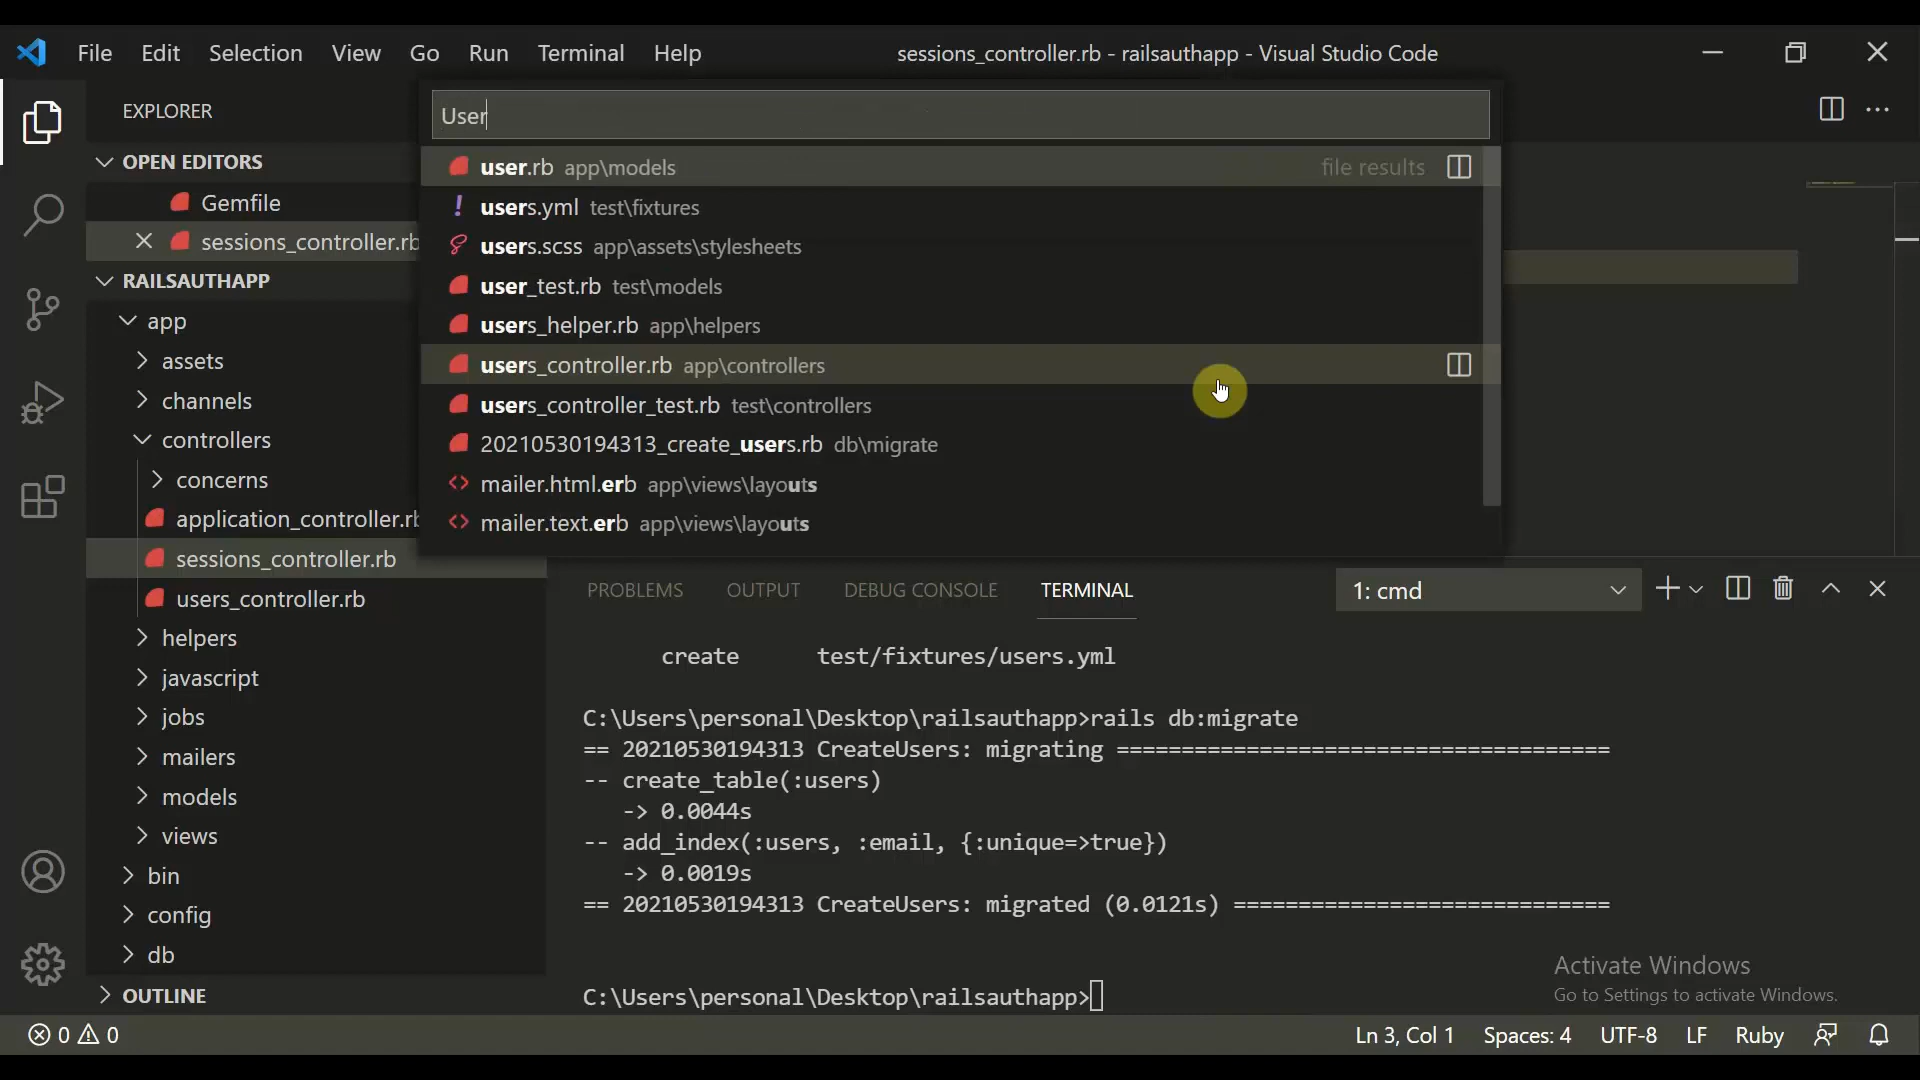 File Edit Selection View Go Run Terminal Help sessions_controller.rb - railsauthapp - Visual Studio Code
EXPLORER
OPEN EDITORS
Gemfile
sessions_controller.rb
RAILSAUTHAPP
app
assets
channels
controllers
concerns
application_controller.rb
sessions_controller.rb
users_controller.rb
helpers
javascript
jobs
mailers
models
views
bin
config
db
OUTLINE
User
user.rb app\models file results
users.yml test\fixtures
users.scss app\assets\stylesheets
user_test.rb test\models
users_helper.rb app\helpers
users_controller.rb app\controllers
users_controller_test.rb test\controllers
20210530194313_create_users.rb db\migrate
mailer.html.erb app\views\layouts
mailer.text.erb app\views\layouts
PROBLEMS OUTPUT DEBUG CONSOLE TERMINAL 1: cmd
create test/fixtures/users.yml
C:\Users\personal\Desktop\railsauthapp>rails db:migrate
== 20210530194313 CreateUsers: migrating ======================================
-- create_table(:users)
-> 0.0044s
-- add_index(:users, :email, {:unique=>true})
-> 0.0019s
== 20210530194313 CreateUsers: migrated (0.0121s) =============================
C:\Users\personal\Desktop\railsauthapp>
Activate Windows
Go to Settings to activate Windows.
0 0 Ln 3, Col 1 Spaces: 4 UTF-8 LF Ruby